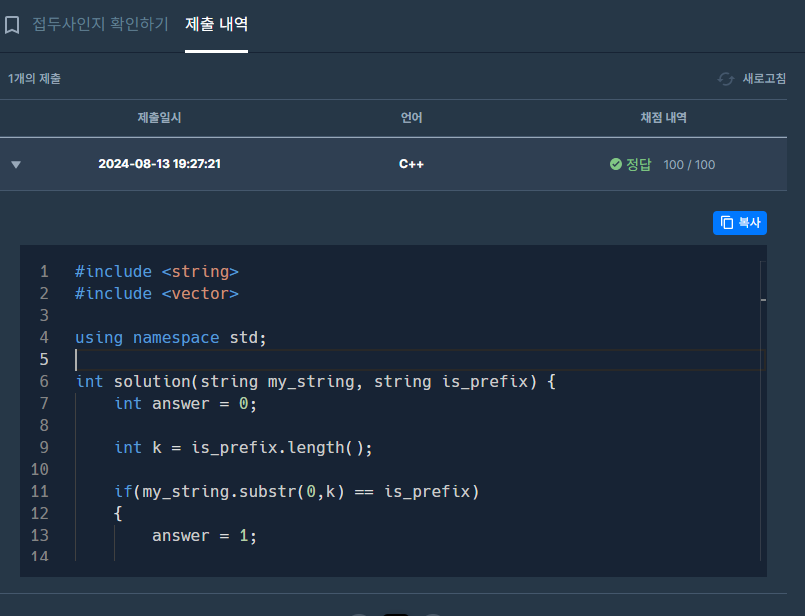 접두사인지 확인하기 제출 내역
1개의 제출 새로고침
제출일시 언어 채점 내역
2024-08-13 19:27:21 C++ 정답 100 / 100
복사
1 #include <string>
2 #include <vector>
3
4 using namespace std;
5
6 int solution(string my_string, string is_prefix) {
7     int answer = 0;
8
9     int k = is_prefix.length();
10
11     if(my_string.substr(0,k) == is_prefix)
12     {
13         answer = 1;
14